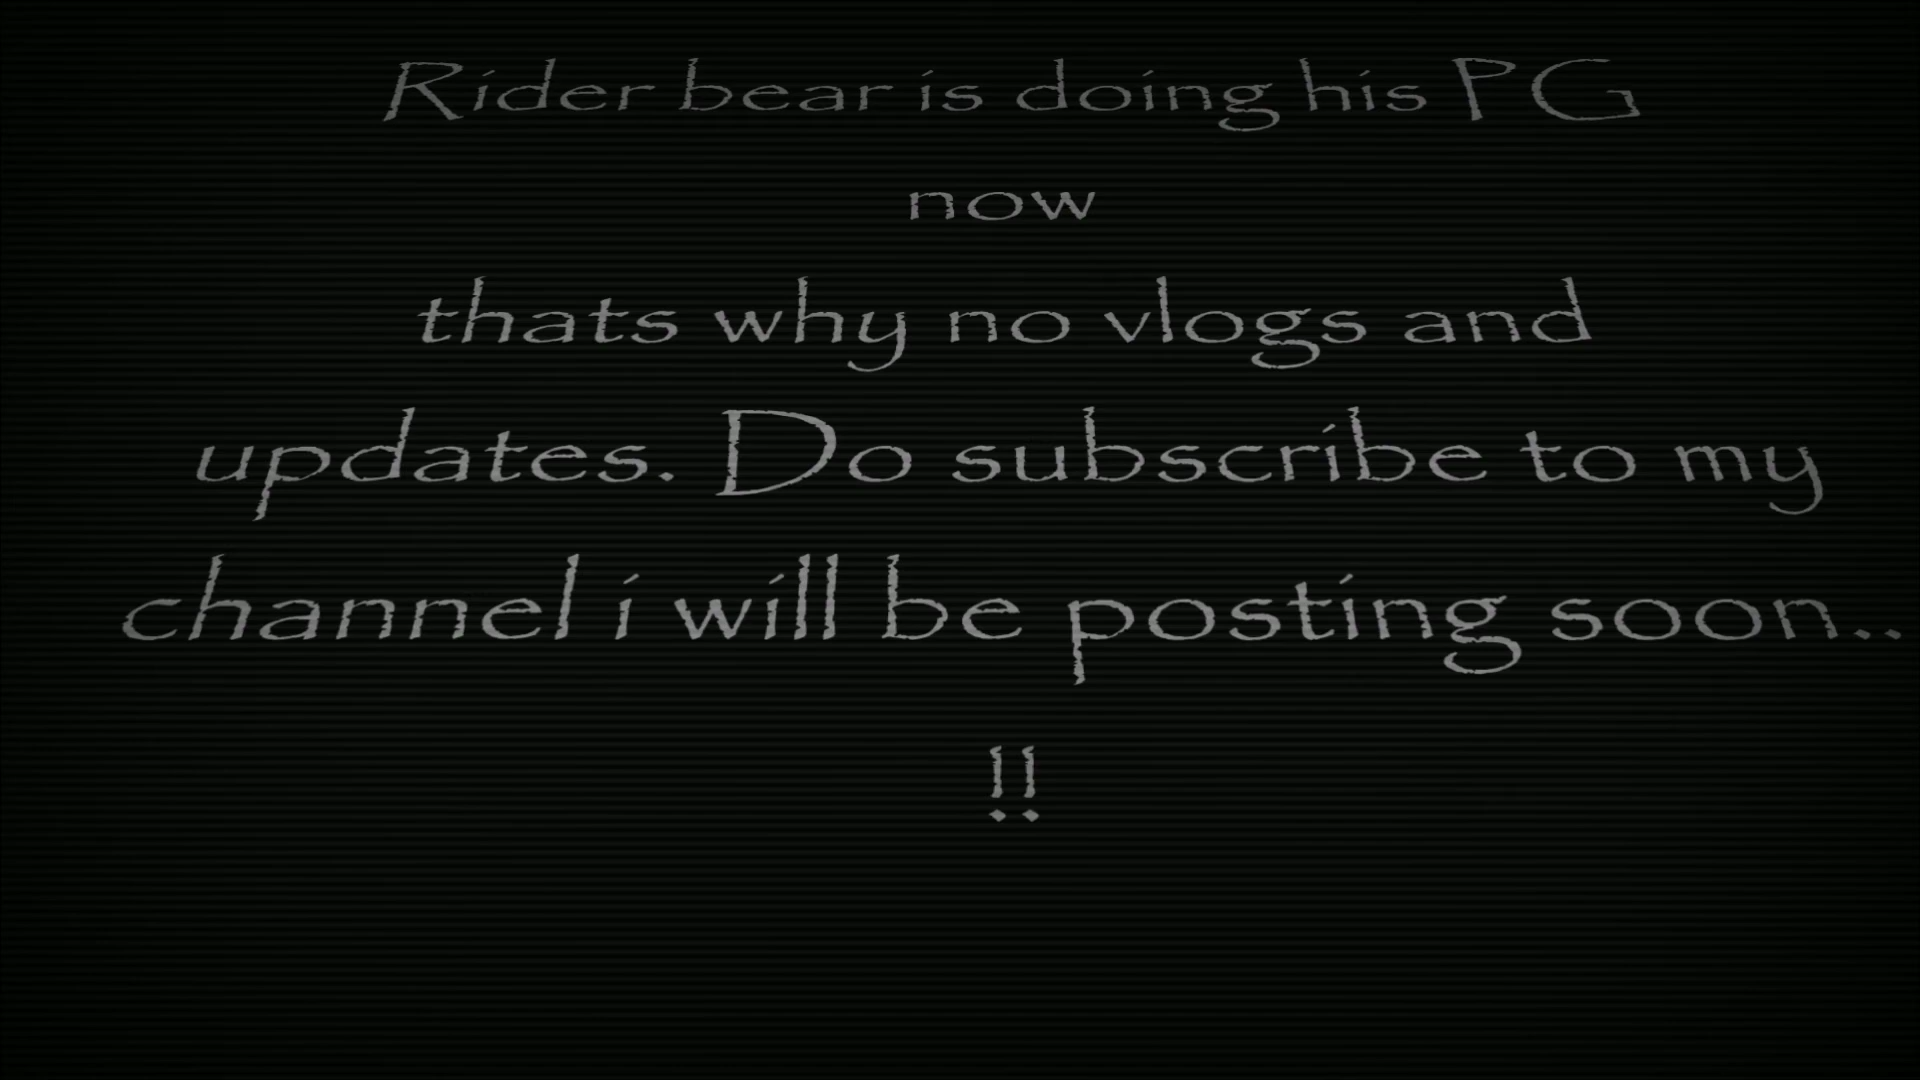 Rider bear is doing his PG
now
thats why no vlogs and
updates. Do subscribe to my
channel i will be posting soon..
!!